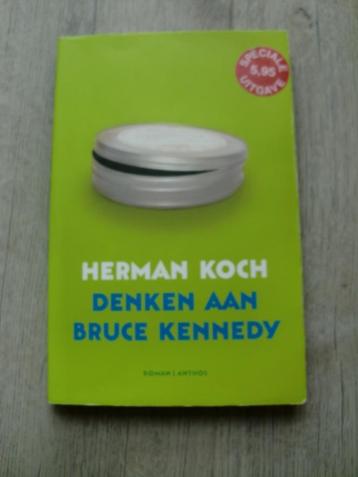 SPECIALE
5,95
UITGAVE
HERMAN KOCH
DENKEN AAN
BRUCE KENNEDY
ROMAN | ANTHOS